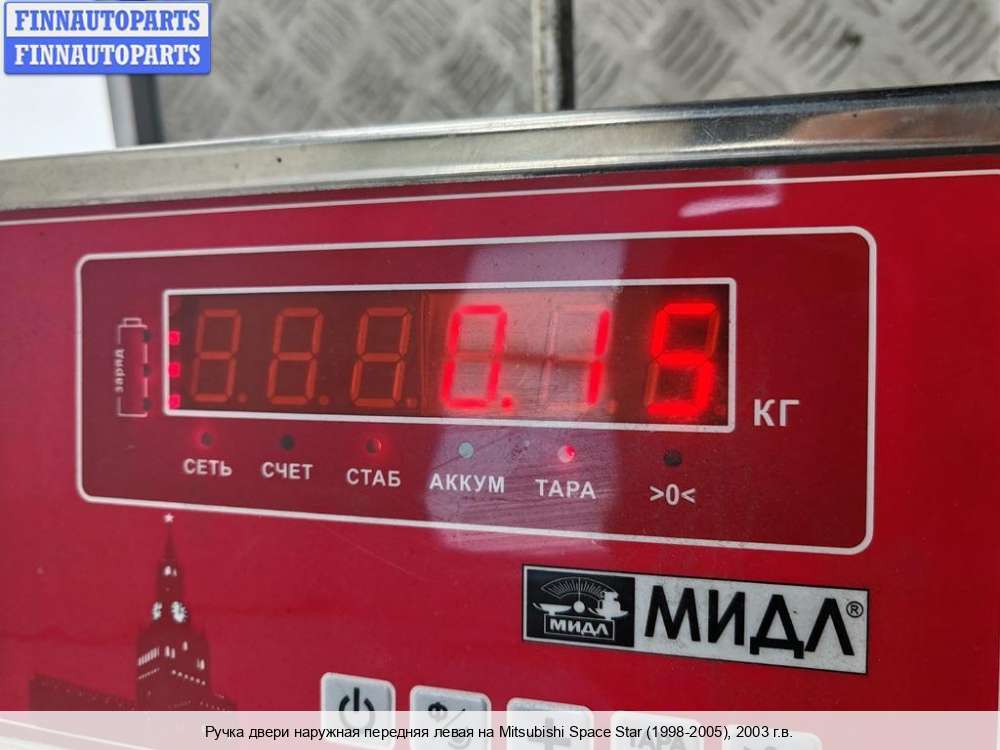 FINNAUTOPARTS
FINNAUTOPARTS
заряд
0.15
КГ
СЕТЬ СЧЕТ СТАБ АККУМ ТАРА >0<
МИДЛ МИДЛ®
ТАРА
Ручка двери наружная передняя левая на Mitsubishi Space Star (1998-2005), 2003 г.в.